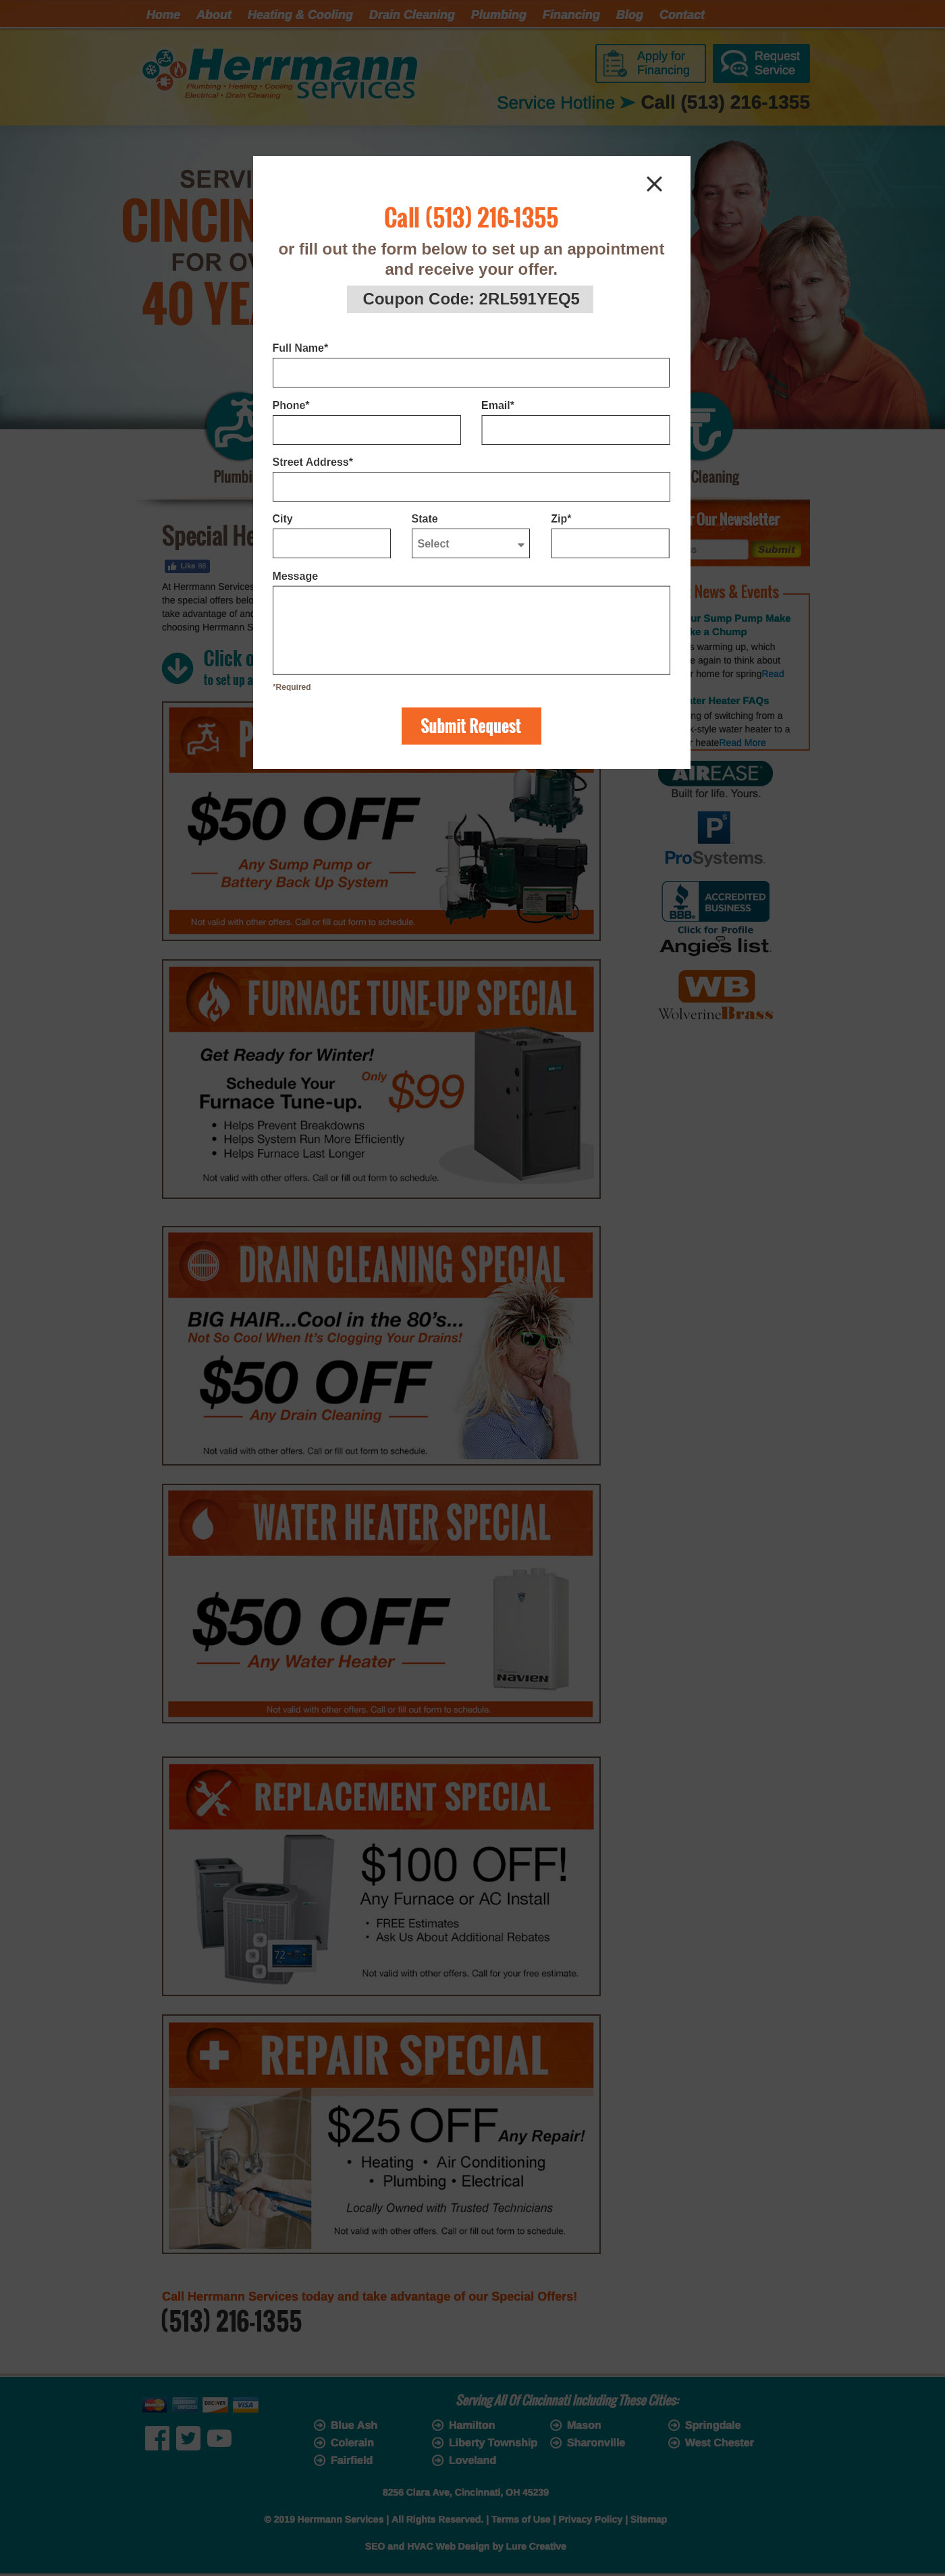 Home About Heating & Cooling Drain Cleaning Plumbing Financing Blog Contact
Herrmann
Plumbing • Heating • Cooling
Electrical • Drain Cleaning
services
Apply for
Financing
Request
Service
Service Hotline Call (513) 216-1355
SERVI
CINCIN
FOR OV
40 YEA
Call (513) 216-1355
or fill out the form below to set up an appointment
and receive your offer.
Coupon Code: 2RL591YEQ5
Full Name*
Phone* Email*
Street Address*
City State Zip*
Select
Message
*Required
Submit Request
Plumbi
Cleaning
Special He
Like
At Herrmann Services
the special offers belo
take advantage of and
choosing Herrmann S
Click o
to set up a
r Our Newsletter
Submit
News & Events
ur Sump Pump Make
ke a Chump
s warming up, which
e again to think about
r home for springRead
ater Heater FAQs
ng of switching from a
k-style water heater to a
r heateRead More
AIREASE
Built for life. Yours.
PS
ProSystems
BBB
ACCREDITED
BUSINESS
Click for Profile
Angies list
WB
WolverineBrass
P
$50 OFF
Any Sump Pump or
Battery Back Up System
Not valid with other offers. Call or fill out form to schedule.
FURNACE TUNE-UP SPECIAL
Get Ready for Winter!
Schedule Your
Furnace Tune-up.
Only $99
• Helps Prevent Breakdowns
• Helps System Run More Efficiently
• Helps Furnace Last Longer
Not valid with other offers. Call or fill out form to schedule.
DRAIN CLEANING SPECIAL
BIG HAIR...Cool in the 80's...
Not So Cool When It's Clogging Your Drains!
$50 OFF
Any Drain Cleaning
Not valid with other offers. Call or fill out form to schedule.
WATER HEATER SPECIAL
$50 OFF
Any Water Heater
NAVIEN
Not valid with other offers. Call or fill out form to schedule.
REPLACEMENT SPECIAL
$100 OFF!
Any Furnace or AC Install
• FREE Estimates
• Ask Us About Additional Rebates
72
Not valid with other offers. Call for your free estimate.
REPAIR SPECIAL
$25 OFF Any Repair!
• Heating • Air Conditioning
• Plumbing • Electrical
Locally Owned with Trusted Technicians
Not valid with other offers. Call or fill out form to schedule.
Call Herrmann Services today and take advantage of our Special Offers!
(513) 216-1355
MasterCard AMERICAN EXPRESS DISCOVER VISA
Serving All Of Cincinnati Including These Cities:
Blue Ash Hamilton Mason Springdale
Colerain Liberty Township Sharonville West Chester
Fairfield Loveland
8256 Clara Ave, Cincinnati, OH 45239
© 2019 Herrmann Services | All Rights Reserved. | Terms of Use | Privacy Policy | Sitemap
SEO and HVAC Web Design by Lure Creative